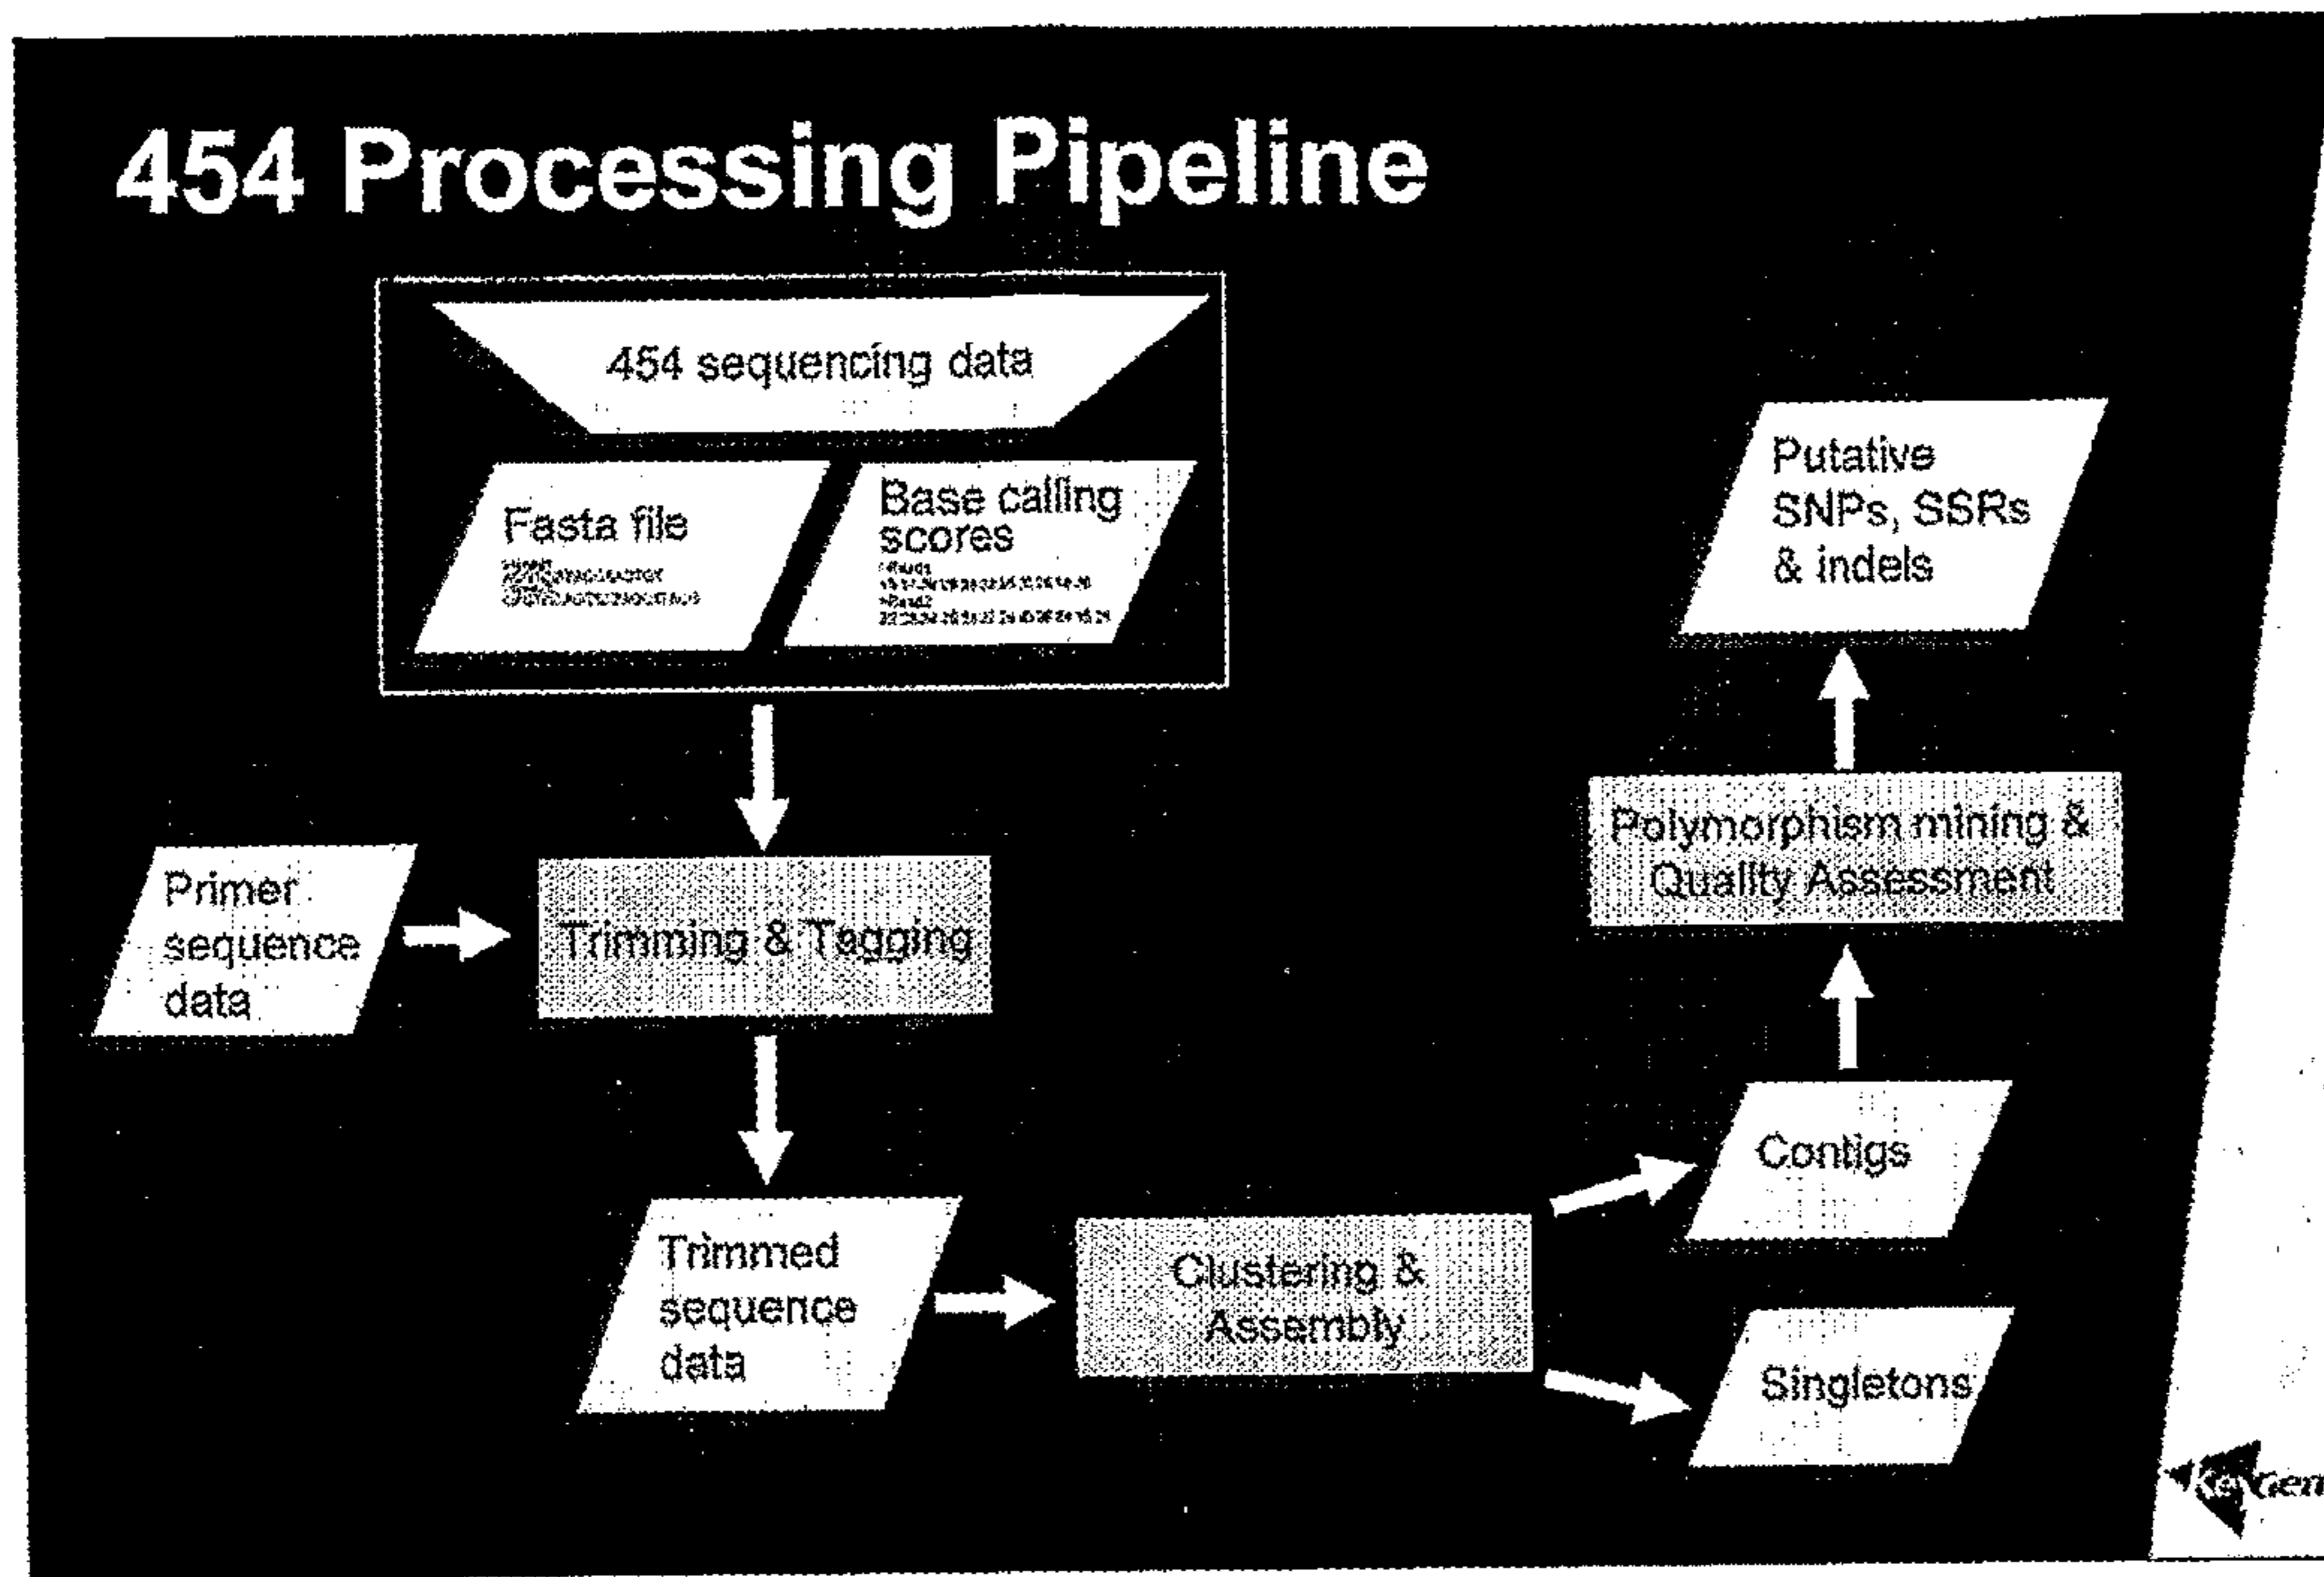 454 Processing Pipeline
454 sequencing data
Fasta file
Base calling
scores
Primer
sequence
data
Trimming & Tagging
Trimmed
sequence
data
Clustering &
Assembly
Contigs
Singletons
Polymorphism mining &
Quality Assessment
Putative
SNPs, SSRs
& indels